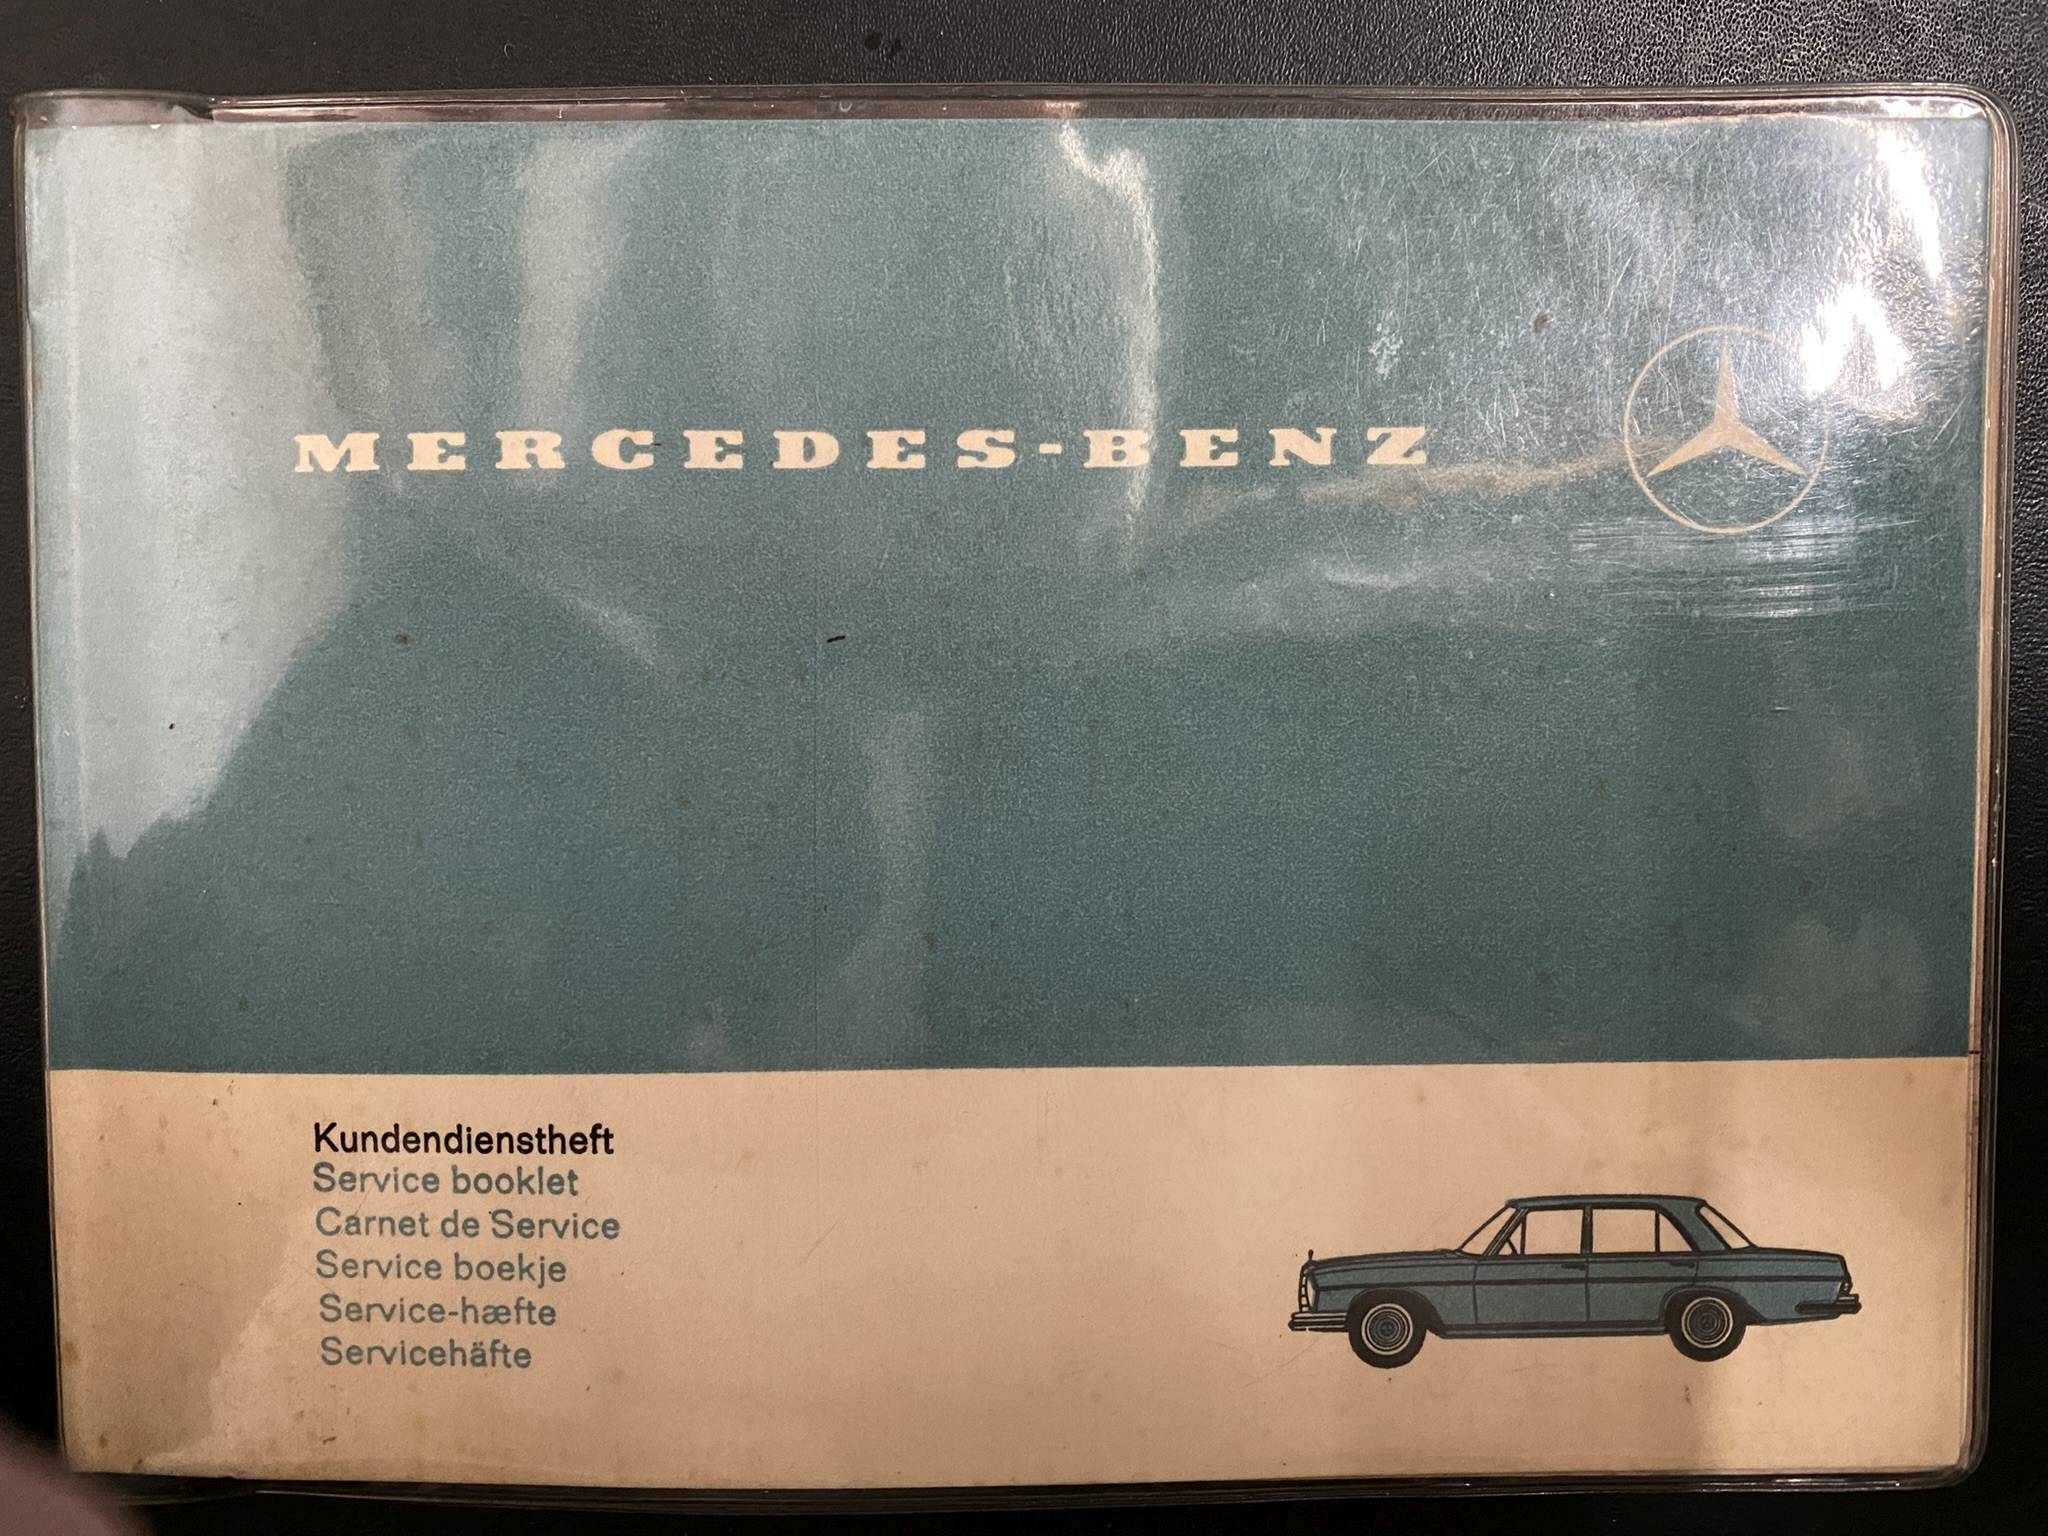 MERCEDES-BENZ
Kundendienstheft
Service booklet
Carnet de Service
Service boekje
Service-hæfte
Servicehäfte